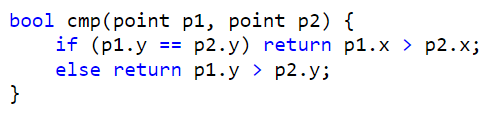 bool cmp(point p1, point p2) {
    if (p1.y == p2.y) return p1.x > p2.x;
    else return p1.y > p2.y;
}